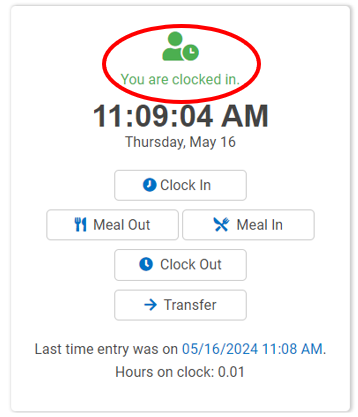 You are clocked in.
11:09:04 AM
Thursday, May 16
Clock In
Meal Out Meal In
Clock Out
Transfer
Last time entry was on 05/16/2024 11:08 AM.
Hours on clock: 0.01